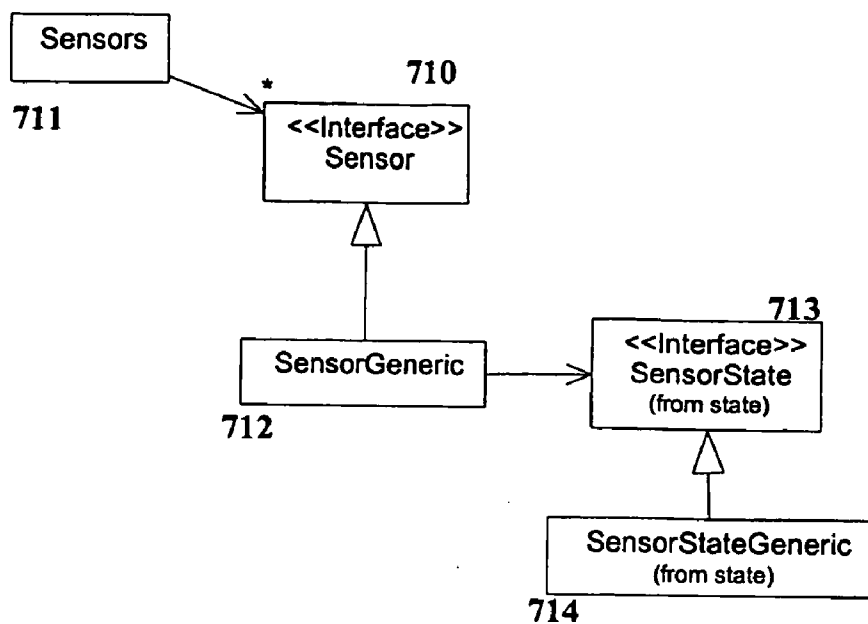 Sensors
711
*
710
<<Interface>>
Sensor
SensorGeneric
712
713
<<Interface>>
SensorState
(from state)
SensorStateGeneric
(from state)
714